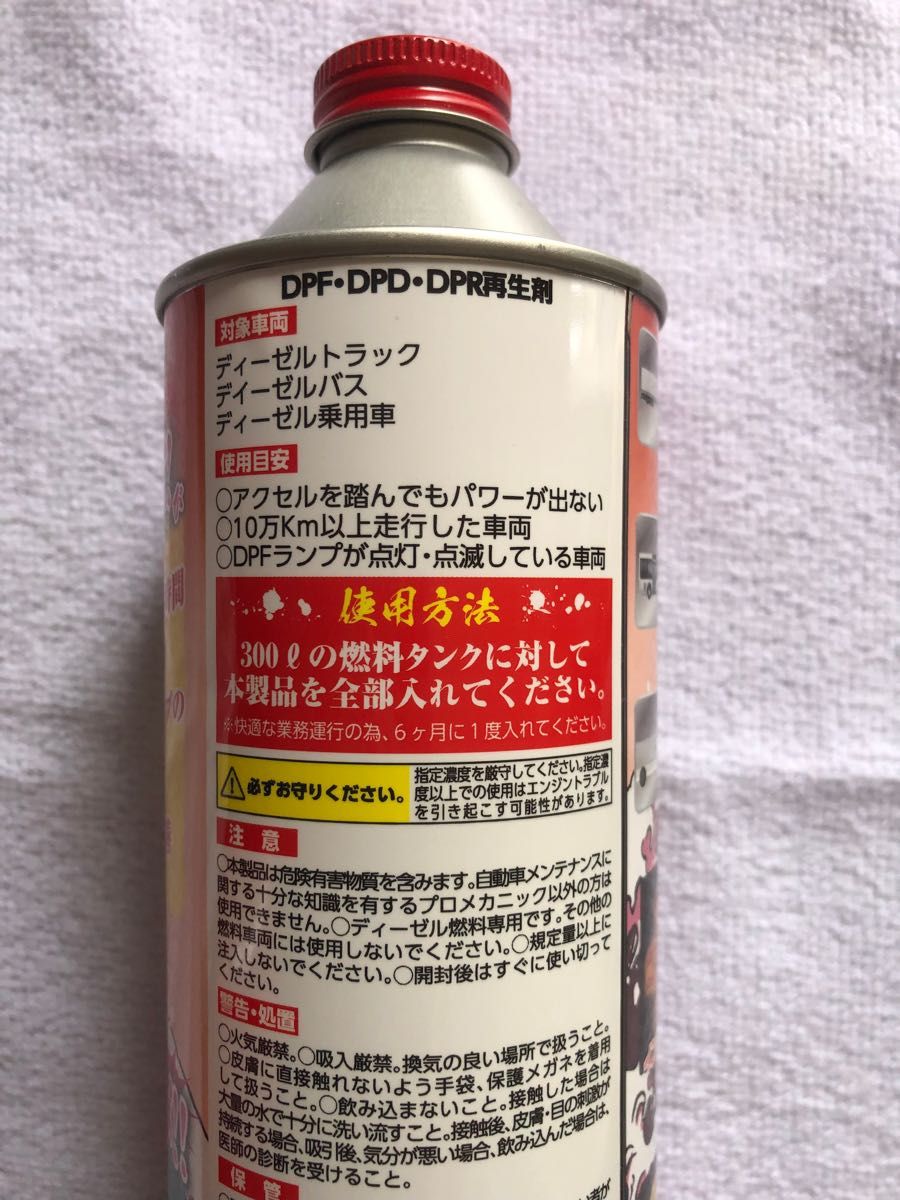 DPF・DPD・DPR再生剤
対象車両
ディーゼルトラック
デイーゼルバス
ディーゼル乗用車
使用目安
○アクセルを踏んでもパワーが出ない
○10万Km以上走行した車両
○DPFランプが点灯・点滅している車両
使用方法
300ℓの燃料タンクに対して
本製品を全部入れてください。
※快適な業務運行の為、6ヶ月に1度入れてください。
必ずお守りください。
指定濃度を厳守してください。指定濃
度以上での使用はエンジントラブル
を引き起こす可能性があります。
注意
○本製品は危険有害物質を含みます。自動車メンテナンスに
関する十分な知識を有するプロメカニック以外の方は
使用できません。○ディーゼル燃料専用です。その他の
燃料車両には使用しないでください。○規定量以上に
注入しないでください。○開封後はすぐに使い切って
ください。
警告・処置
○火気厳禁。○吸入厳禁。換気の良い場所で扱うこと。
○皮膚に直接触れないよう手袋、保護メガネを着用
して扱うこと。○飲み込まないこと。接触した場合は
大量の水で十分に洗い流すこと。接触後、皮膚・目の刺激が
持続する場合、吸引後、気分が悪い場合、飲み込んだ場合は、
医師の診断を受けること。
保管